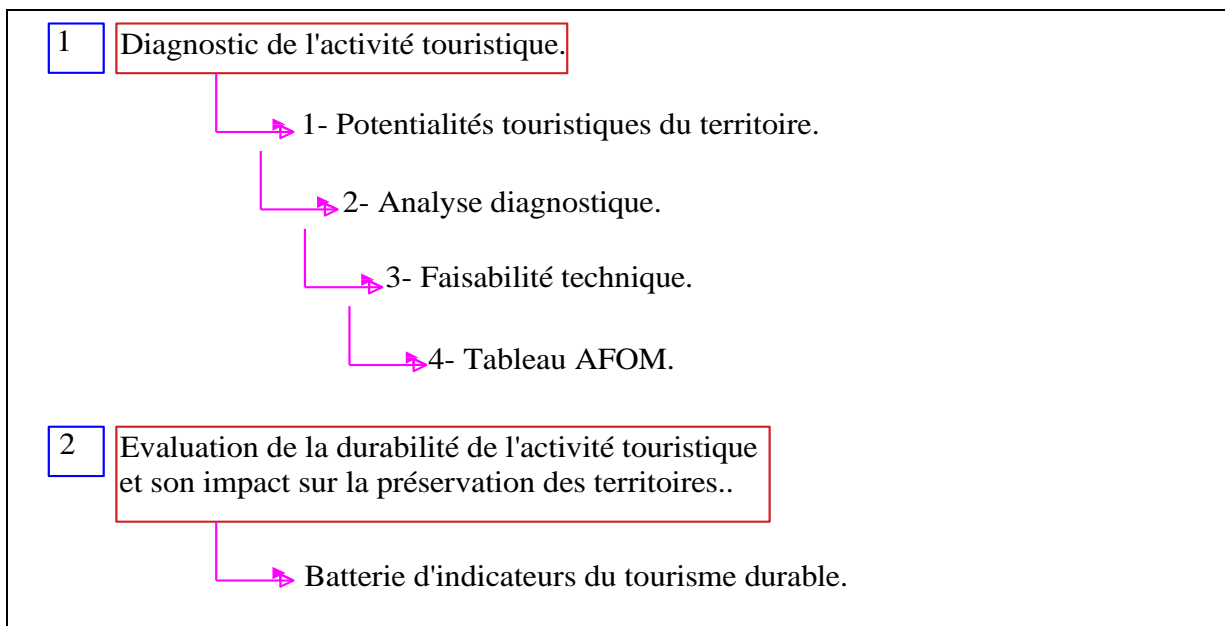 1 Diagnostic de l'activité touristique.
1- Potentialités touristiques du territoire.
2- Analyse diagnostique.
3- Faisabilité technique.
4- Tableau AFOM.
2 Evaluation de la durabilité de l'activité touristique
et son impact sur la préservation des territoires..
Batterie d'indicateurs du tourisme durable.